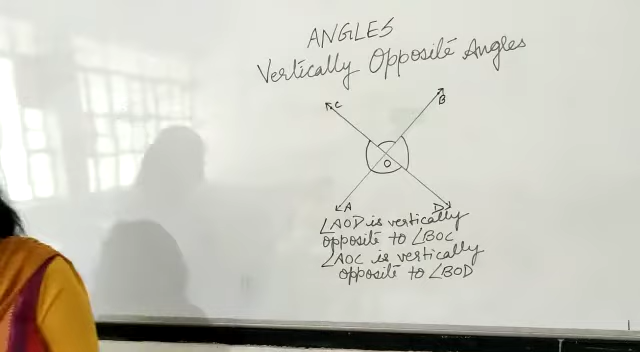 ANGLES
Vertically Opposite Angles
C
B
O
A
D
∠AOD is vertically
opposite to ∠BOC
∠AOC is vertically
opposite to ∠BOD